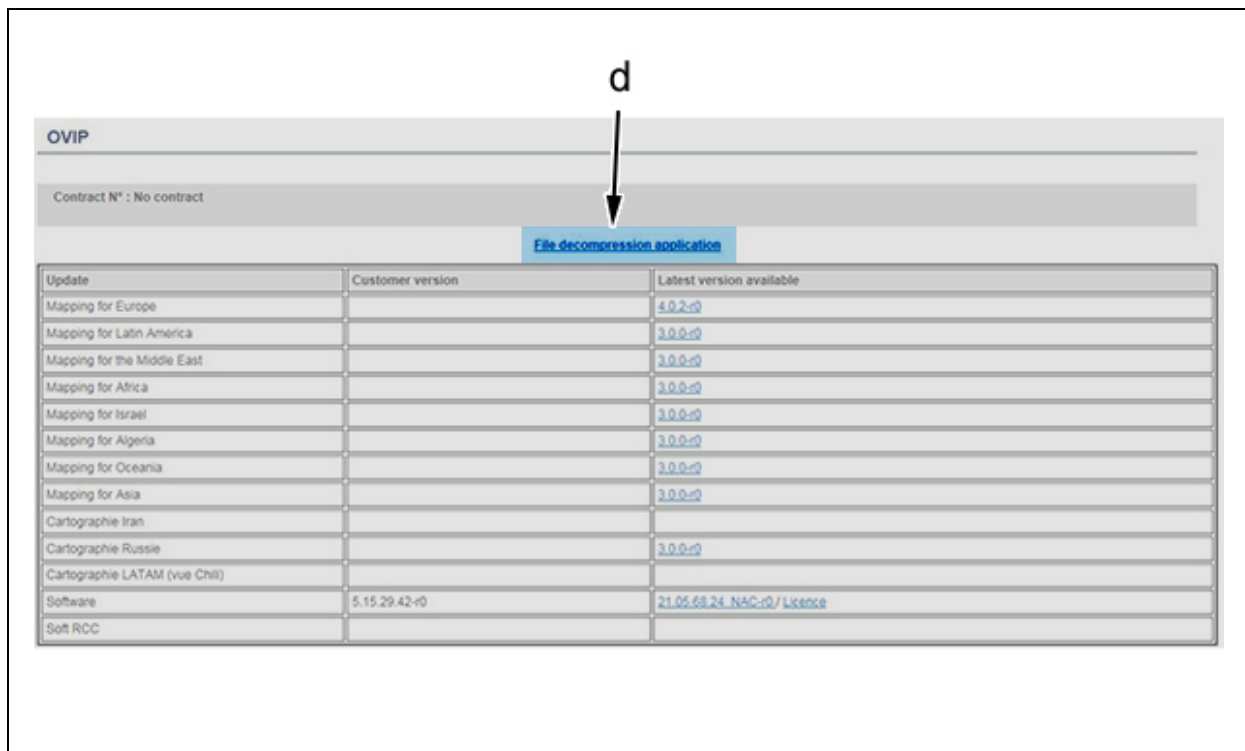 d
OVIP
Contract N° : No contract
File decompression application
Update Customer version Latest version available
Mapping for Europe 4.0.2-r0
Mapping for Latin America 3.0.0-r0
Mapping for the Middle East 3.0.0-r0
Mapping for Africa 3.0.0-r0
Mapping for Israel 3.0.0-r0
Mapping for Algeria 3.0.0-r0
Mapping for Oceania 3.0.0-r0
Mapping for Asia 3.0.0-r0
Cartographie Iran
Cartographie Russie 3.0.0-r0
Cartographie LATAM (vue Chili)
Software 5.15.29.42-r0 21.05.68.24_NAC-r0 / Licence
Soft RCC